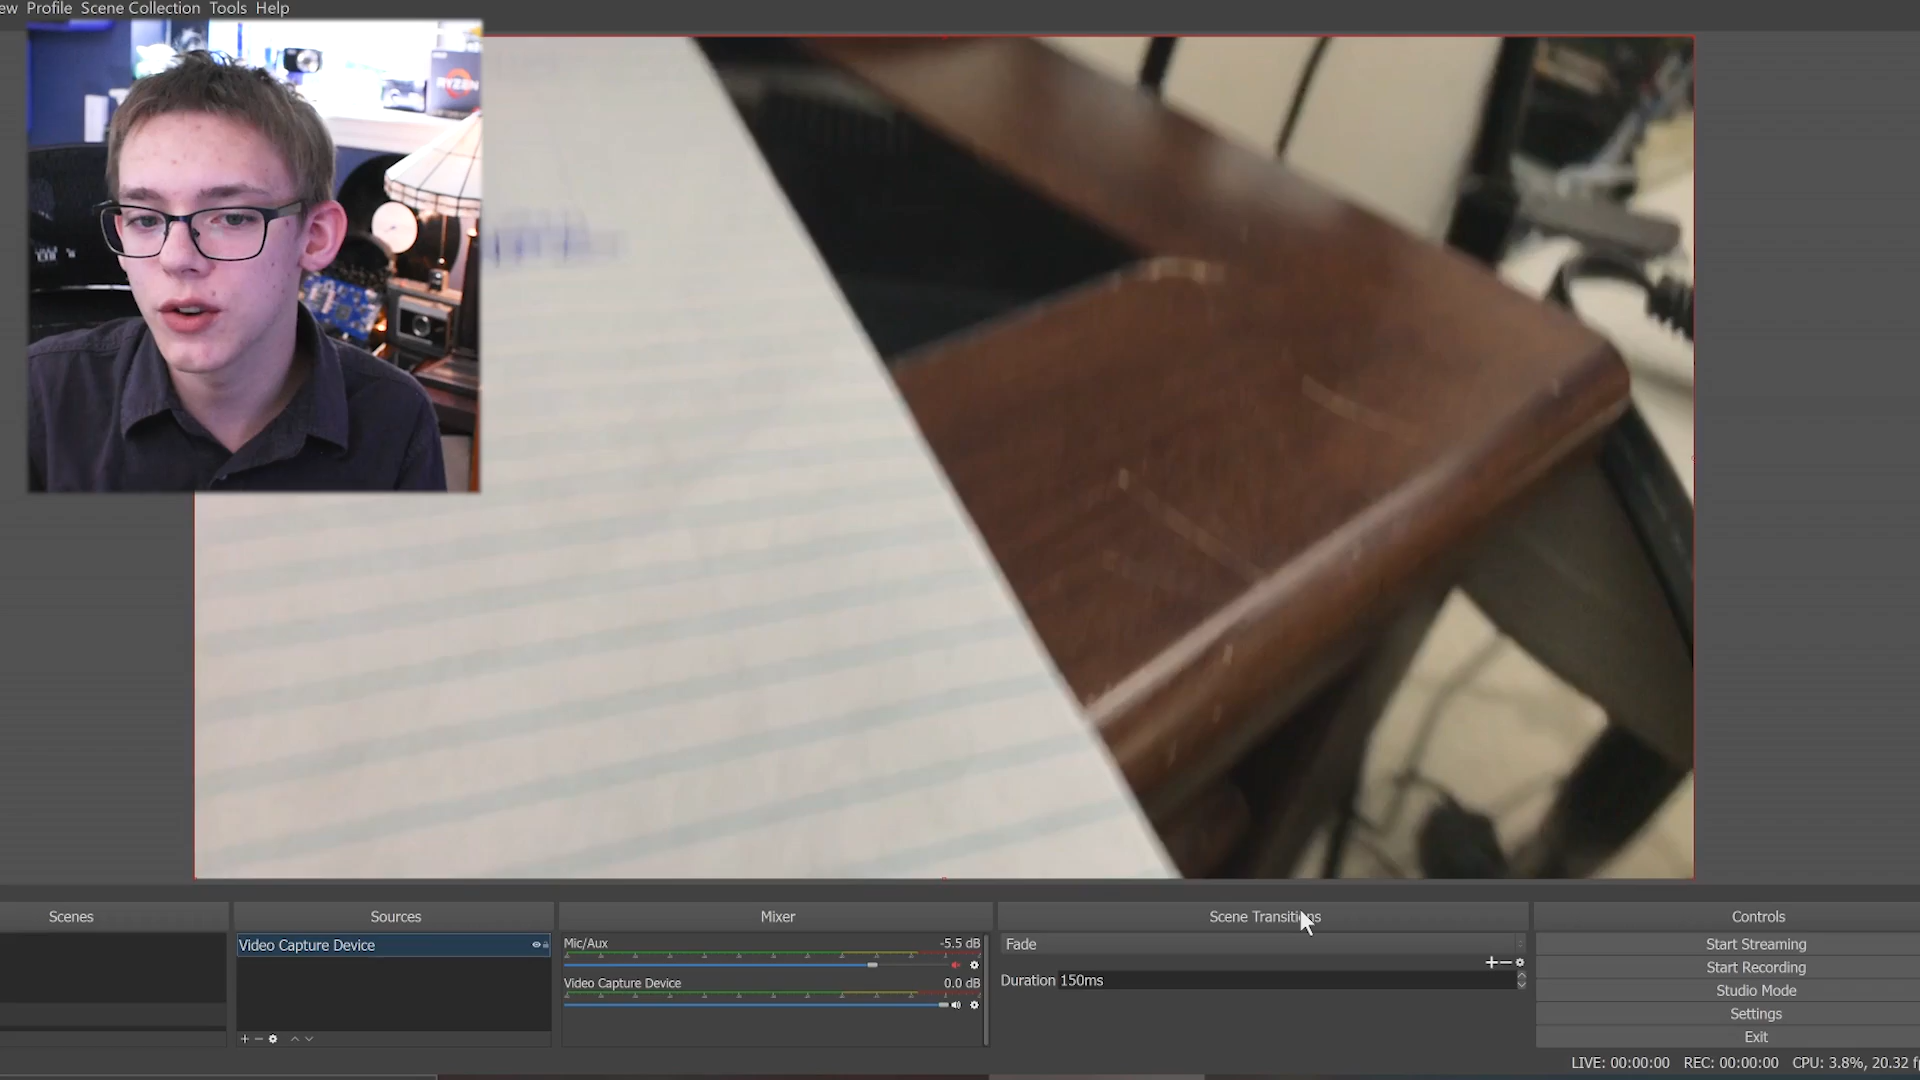 ew Profile Scene Collection Tools Help
RYZEN
Scenes
Sources
Mixer
Scene Transitions
Controls
Video Capture Device
Mic/Aux
-5.5 dB
Video Capture Device
0.0 dB
Fade
Duration 150ms
Start Streaming
Start Recording
Studio Mode
Settings
Exit
LIVE: 00:00:00 REC: 00:00:00 CPU: 3.8%, 20.32 f